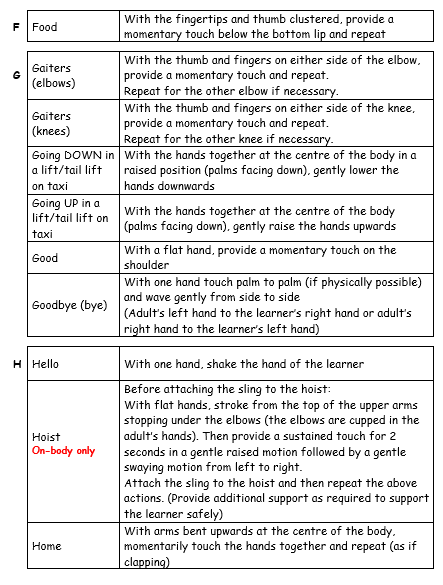 F
Food
With the fingertips and thumb clustered, provide a
momentary touch below the bottom lip and repeat
G
Gaiters
(elbows)
With the thumb and fingers on either side of the elbow,
provide a momentary touch and repeat.
Repeat for the other elbow if necessary.
Gaiters
(knees)
With the thumb and fingers on either side of the knee,
provide a momentary touch and repeat.
Repeat for the other knee if necessary.
Going DOWN in
a lift/tail lift
on taxi
With the hands together at the centre of the body in a
raised position (palms facing down), gently lower the
hands downwards
Going UP in a
lift/tail lift on
taxi
With the hands together at the centre of the body
(palms facing down), gently raise the hands upwards
Good
With a flat hand, provide a momentary touch on the
shoulder
Goodbye (bye)
With one hand touch palm to palm (if physically possible)
and wave gently from side to side
(Adult's left hand to the learner's right hand or adult's
right hand to the learner's left hand)
H
Hello
With one hand, shake the hand of the learner
Hoist
On-body only
Before attaching the sling to the hoist:
With flat hands, stroke from the top of the upper arms
stopping under the elbows (the elbows are cupped in the
adult's hands). Then provide a sustained touch for 2
seconds in a gentle raised motion followed by a gentle
swaying motion from left to right.
Attach the sling to the hoist and then repeat the above
actions. (Provide additional support as required to support
the learner safely)
Home
With arms bent upwards at the centre of the body,
momentarily touch the hands together and repeat (as if
clapping)